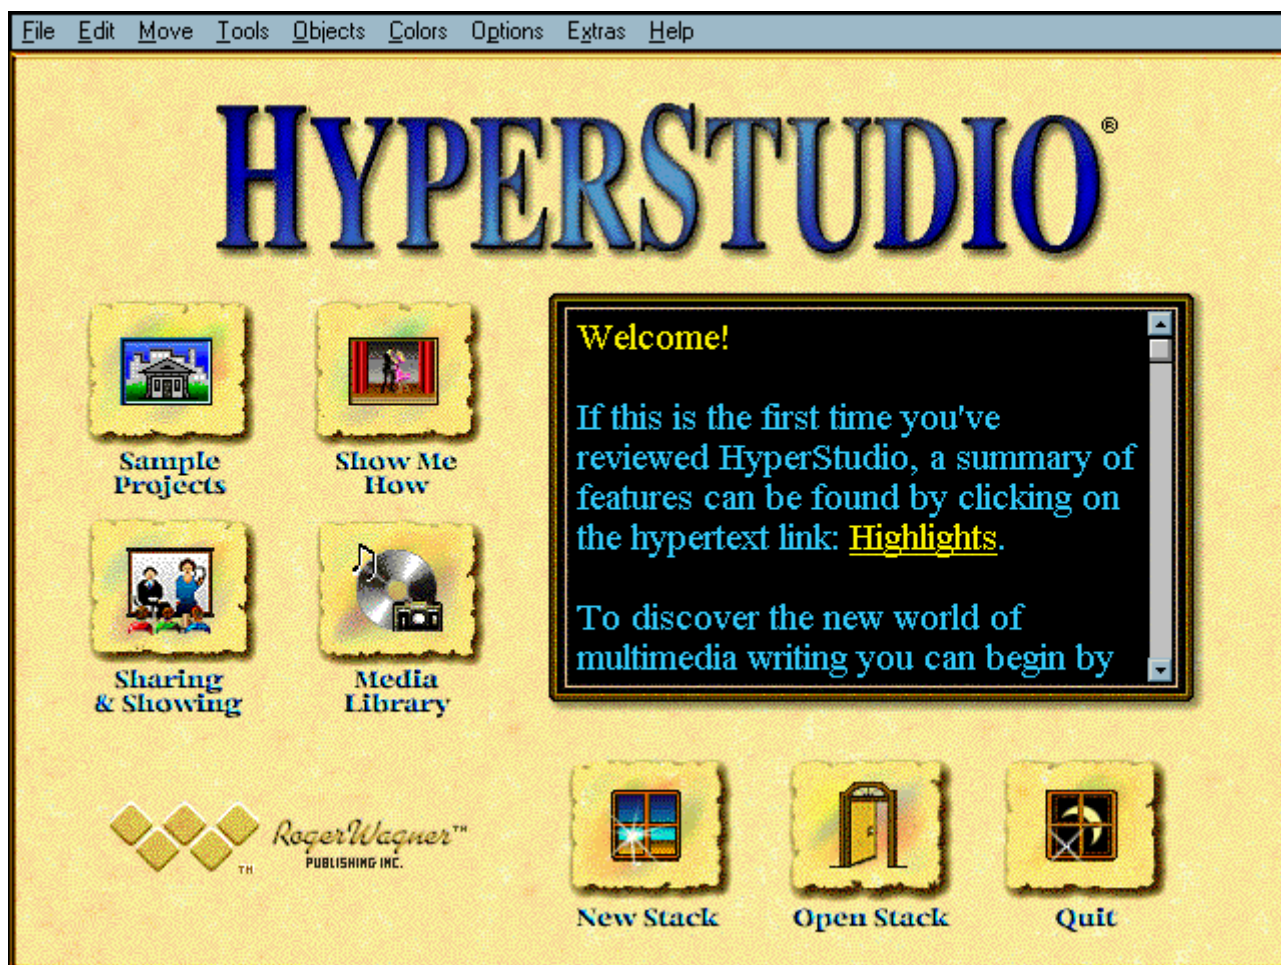 File Edit Move Tools Objects Colors Options Extras Help
HYPERSTUDIO®
Welcome!
If this is the first time you've
reviewed HyperStudio, a summary of
features can be found by clicking on
the hypertext link: Highlights.
To discover the new world of
multimedia writing you can begin by
Sample
Projects
Show Me
How
Sharing
& Showing
Media
Library
TM
RogerWagner™
PUBLISHING INC.
New Stack
Open Stack
Quit